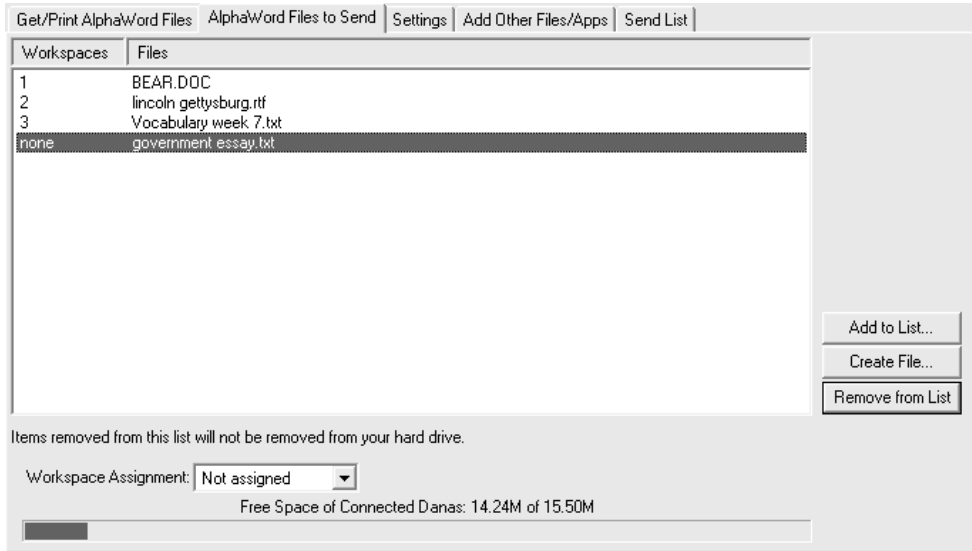 Get/Print AlphaWord Files AlphaWord Files to Send Settings Add Other Files/Apps Send List
Workspaces Files
1 BEAR.DOC
2 lincoln gettysburg.rtf
3 Vocabulary week 7.txt
none government essay.txt
Add to List...
Create File...
Remove from List
Items removed from this list will not be removed from your hard drive.
Workspace Assignment: Not assigned
Free Space of Connected Danas: 14.24M of 15.50M